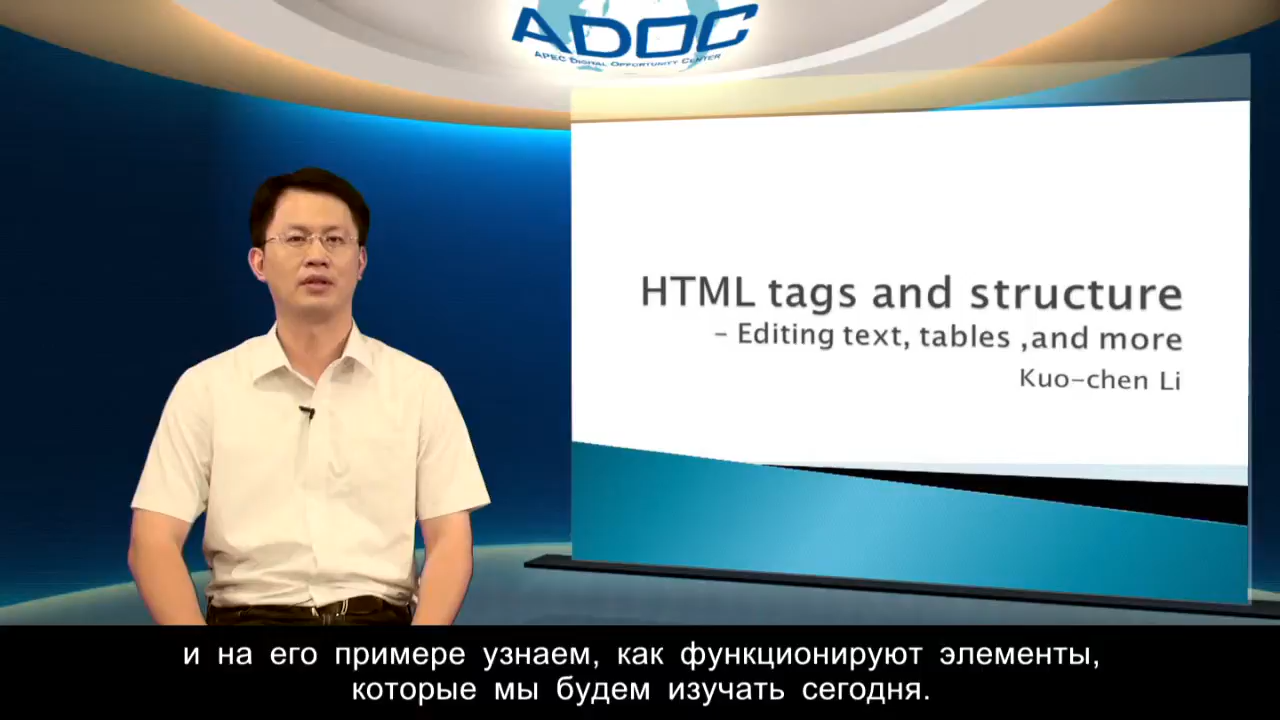 ADOC
APEC DIGITAL OPPORTUNITY CENTER
HTML tags and structure
- Editing text, tables ,and more
Kuo-chen Li
и на его примере узнаем, как функционируют элементы,
которые мы будем изучать сегодня.